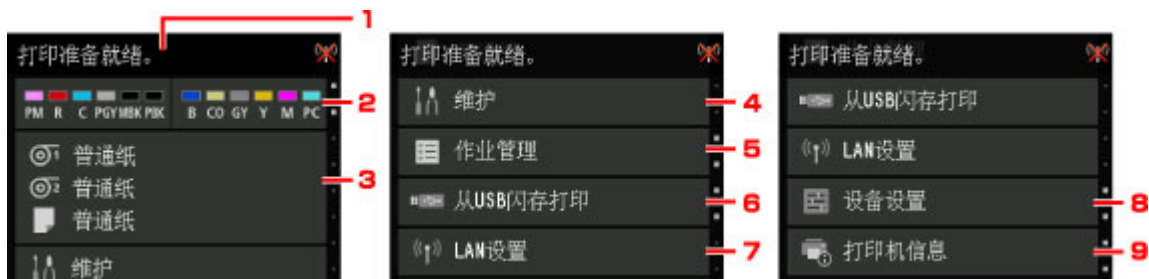 1
打印准备就绪。
PM R C PGY MBK PBK B CO GY Y M PC
2
1 普通纸
2 普通纸
普通纸
3
维护
打印准备就绪。
维护
4
作业管理
5
从USB闪存打印
6
LAN设置
7
打印准备就绪。
从USB闪存打印
LAN设置
设备设置
8
打印机信息
9